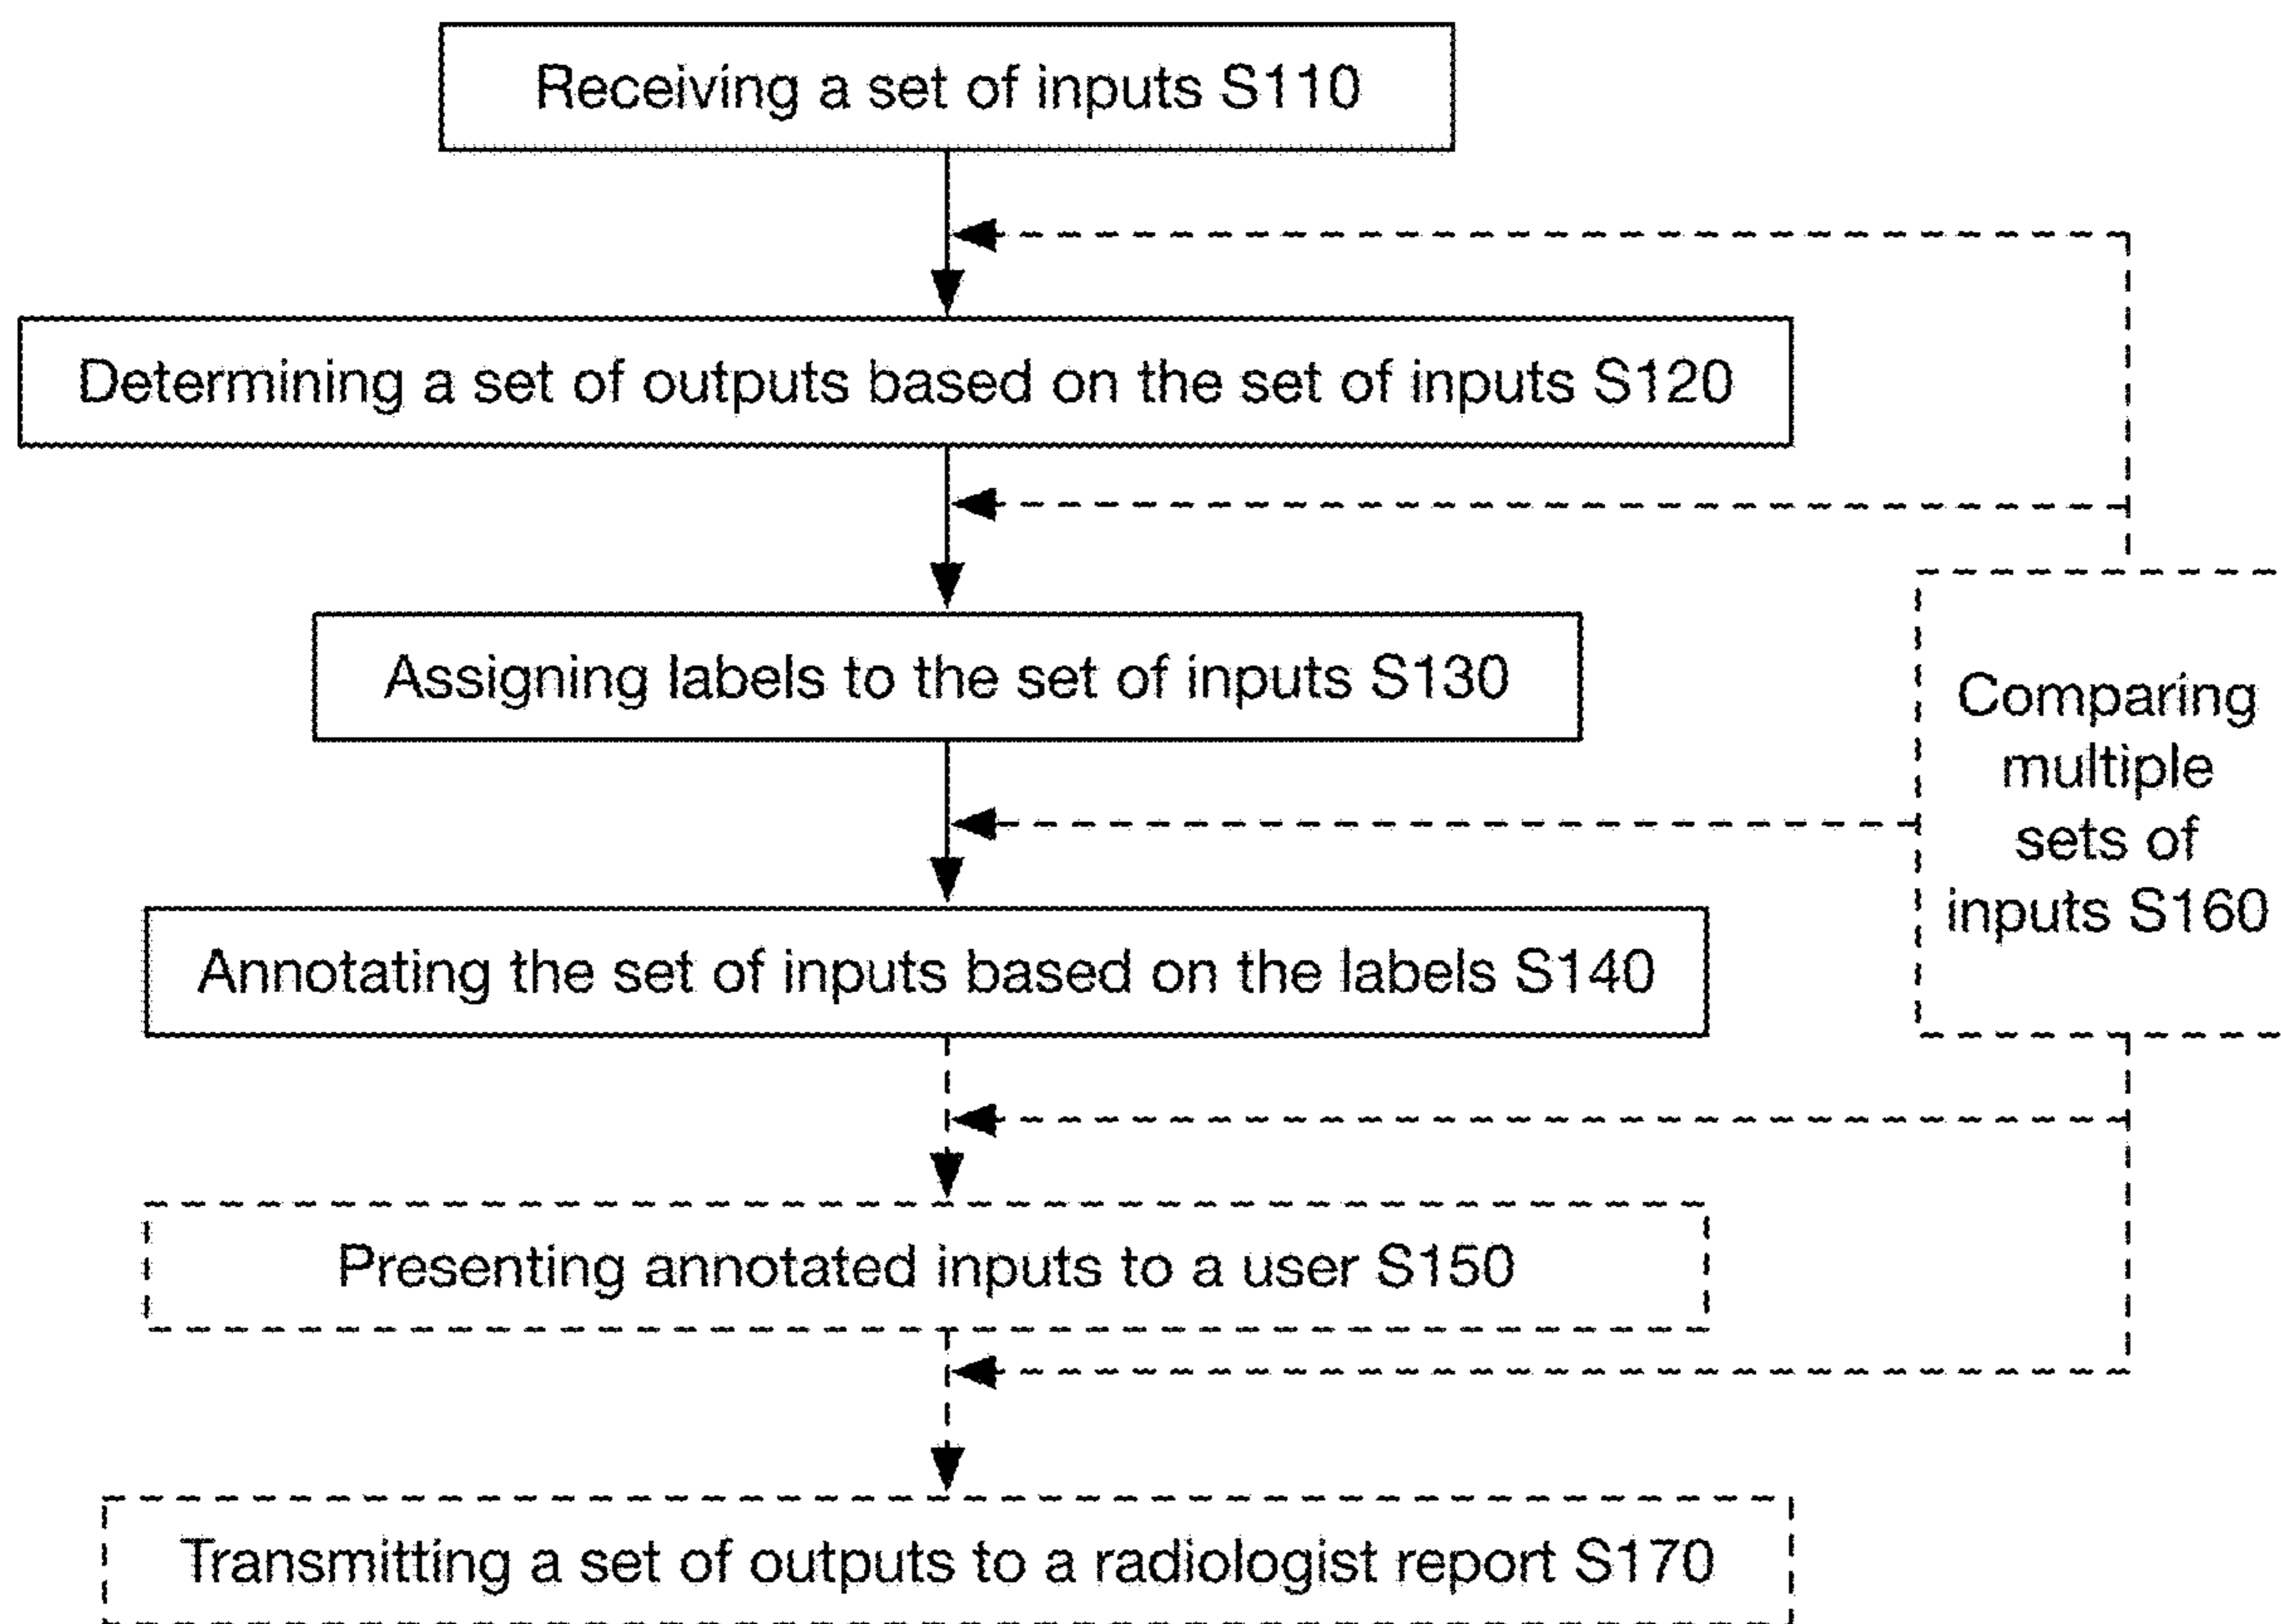 Receiving a set of inputs S110
Determining a set of outputs based on the set of inputs S120
Assigning labels to the set of inputs S130
Comparing
multiple
sets of
inputs S160
Annotating the set of inputs based on the labels S140
Presenting annotated inputs to a user S150
Transmitting a set of outputs to a radiologist report S170